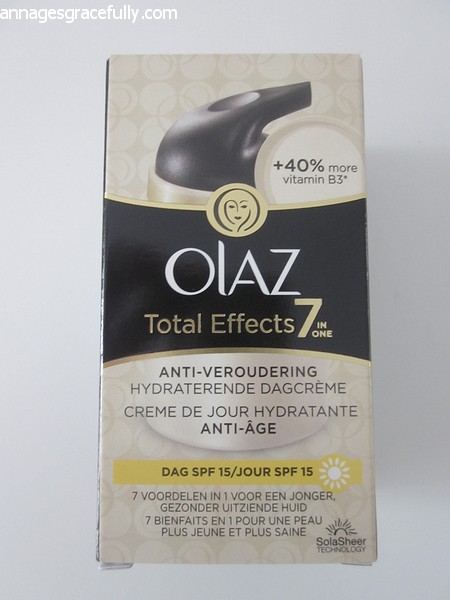 annagesgracefully.com
+40% more
vitamin B3*
OlAZ
Total Effects 7 IN ONE
ANTI-VEROUDERING
HYDRATERENDE DAGCRÈME
CREME DE JOUR HYDRATANTE
ANTI-ÂGE
DAG SPF 15/JOUR SPF 15
7 VOORDELEN IN 1 VOOR EEN JONGER,
GEZONDER UITZIENDE HUID
7 BIENFAITS EN 1 POUR UNE PEAU
PLUS JEUNE ET PLUS SAINE
SolaSheer
TECHNOLOGY